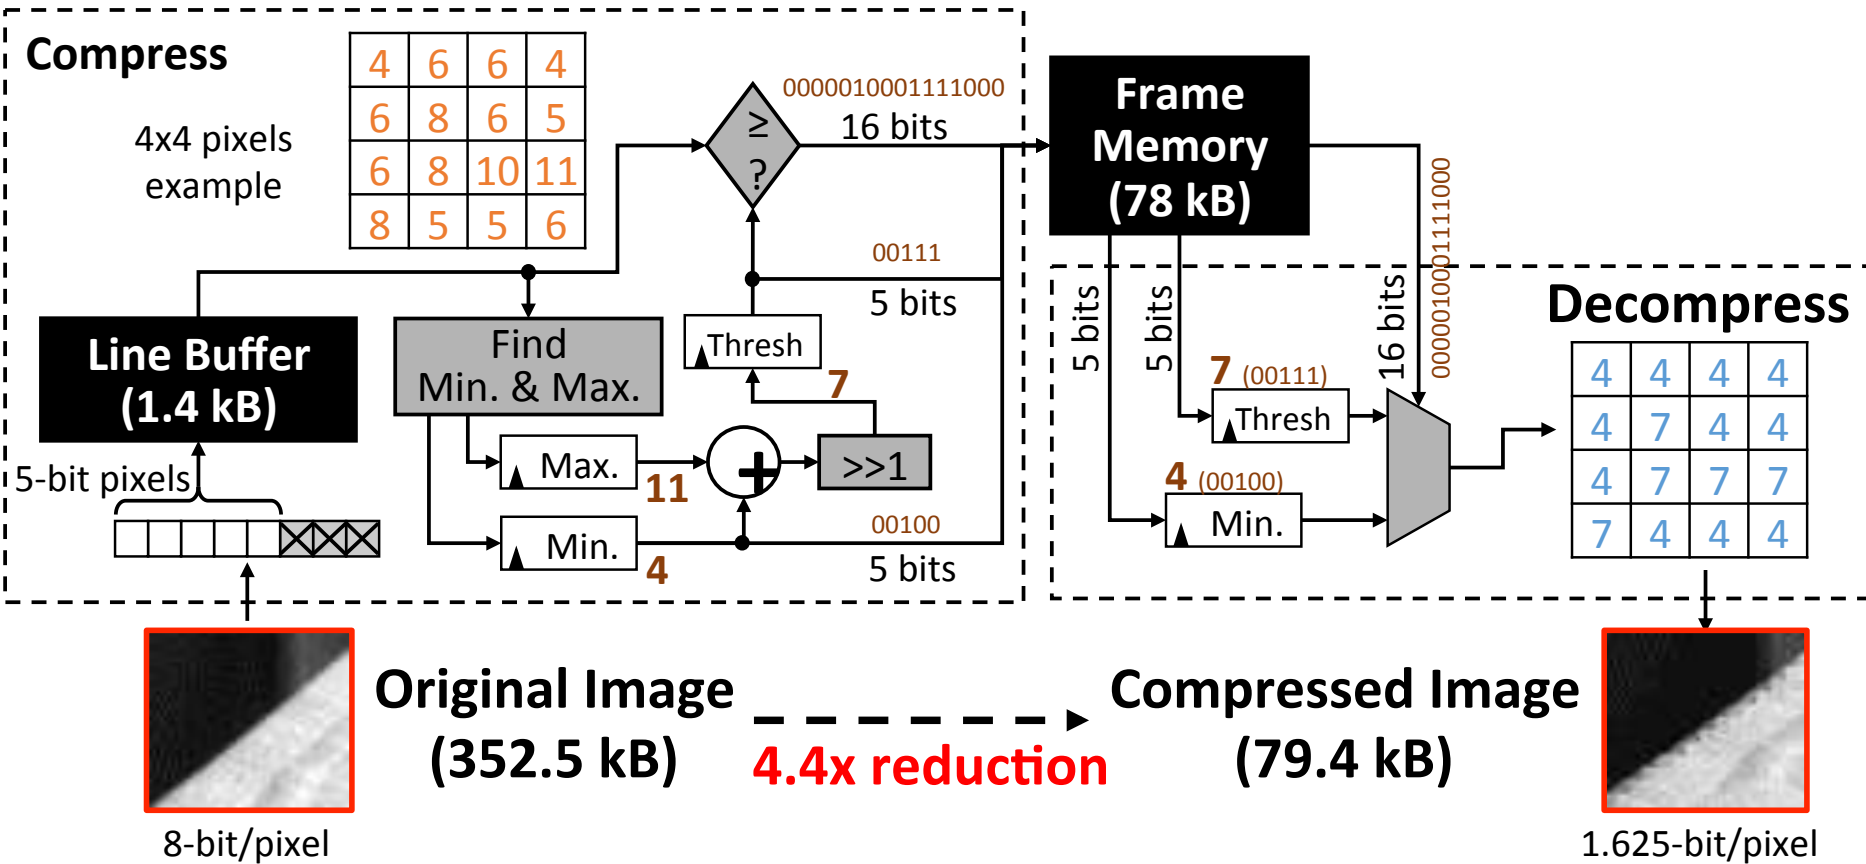 Compress
4x4 pixels
example
4 6 6 4
6 8 6 5
6 8 10 11
8 5 5 6
≥
?
0000010001111000
16 bits
00111
5 bits
Line Buffer
(1.4 kB)
Find
Min. & Max.
Thresh
7
5-bit pixels
Max.
11
+
>>1
Min.
4
00100
5 bits
Frame
Memory
(78 kB)
5 bits
5 bits
16 bits
0000010001111000
Decompress
7 (00111)
Thresh
4 (00100)
Min.
4 4 4 4
4 7 4 4
4 7 7 7
7 4 4 4
Original Image
(352.5 kB)
4.4x reduction
Compressed Image
(79.4 kB)
8-bit/pixel
1.625-bit/pixel